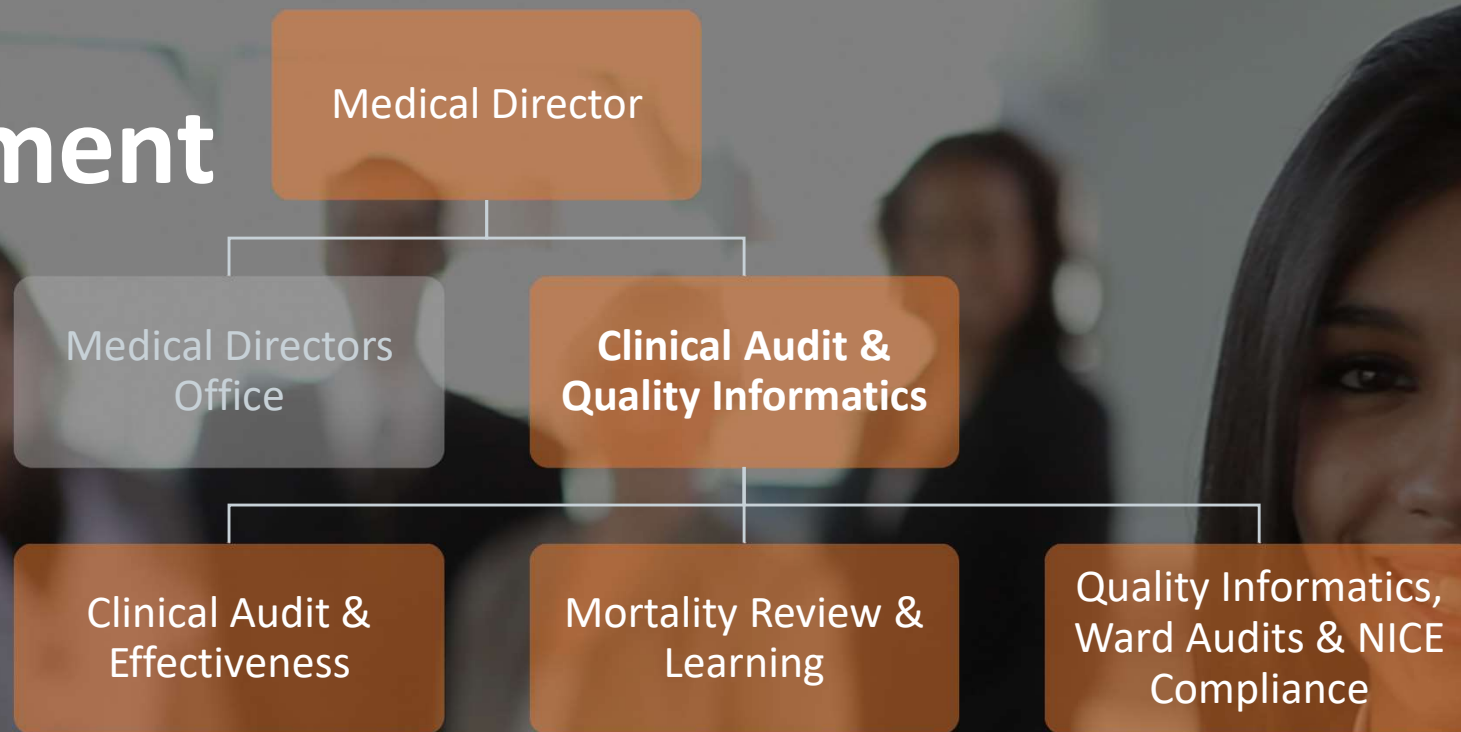 ment
Medical Director
Medical Directors
Office
Clinical Audit &
Quality Informatics
Clinical Audit &
Effectiveness
Mortality Review &
Learning
Quality Informatics,
Ward Audits & NICE
Compliance